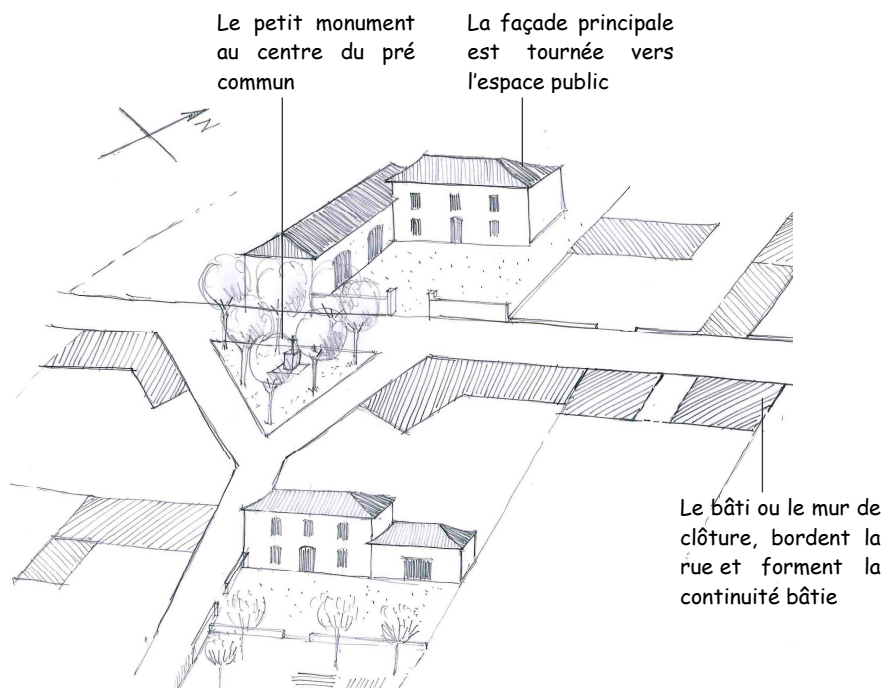 Le petit monument
au centre du pré
commun
La façade principale
est tournée vers
l'espace public
N
Le bâti ou le mur de
clôture, bordent la
rue et forment la
continuité bâtie